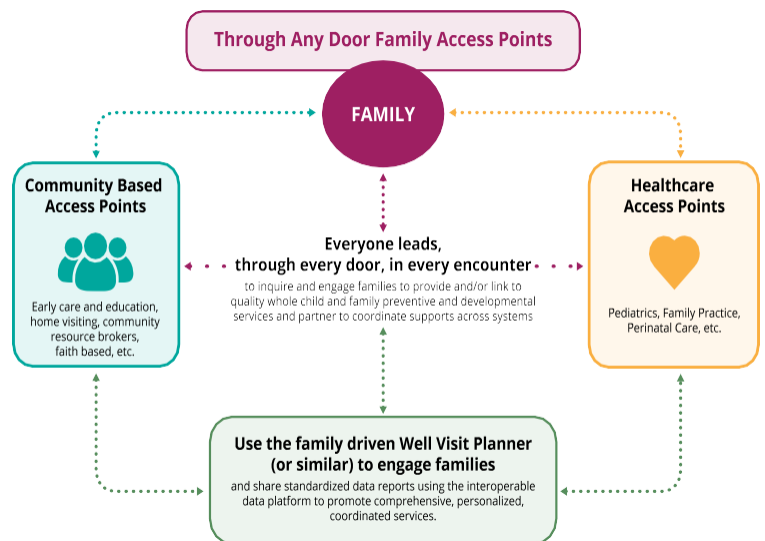 Through Any Door Family Access Points
FAMILY
Community Based
Access Points
Early care and education,
home visiting, community
resource brokers,
faith based, etc.
Everyone leads,
through every door, in every encounter
to inquire and engage families to provide and/or link to
quality whole child and family preventive and developmental
services and partner to coordinate supports across systems
Healthcare
Access Points
Pediatrics, Family Practice,
Perinatal Care, etc.
Use the family driven Well Visit Planner
(or similar) to engage families
and share standardized data reports using the interoperable
data platform to promote comprehensive, personalized,
coordinated services.